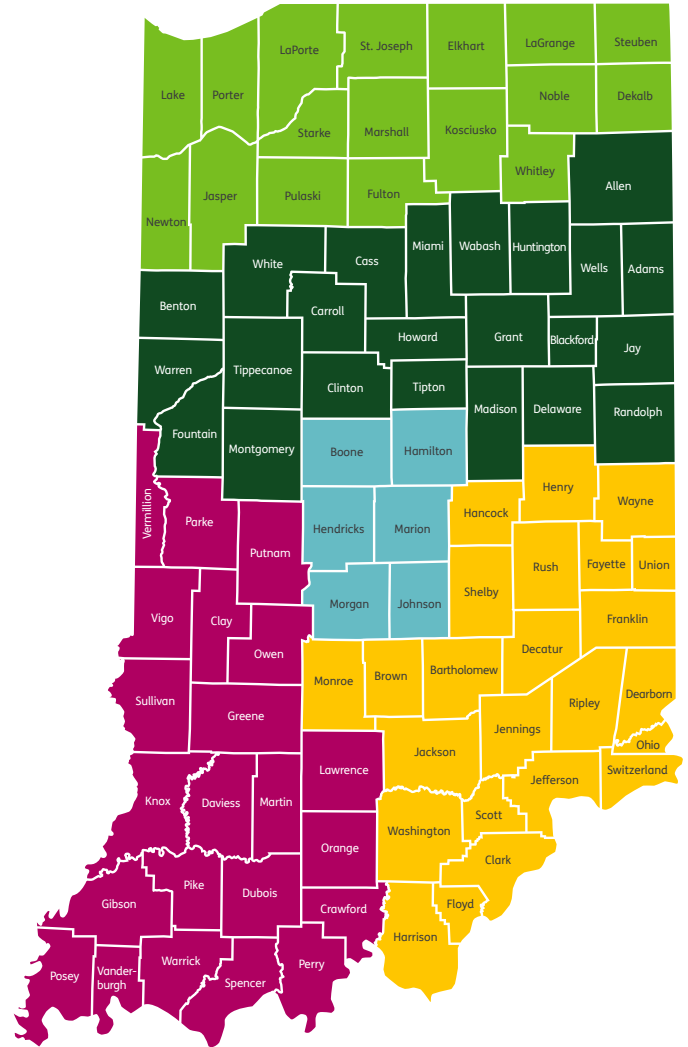 LaPorte
St. Joseph
Elkhart
LaGrange
Steuben
Lake
Porter
Noble
Dekalb
Starke
Marshall
Kosciusko
Whitley
Allen
Jasper
Pulaski
Fulton
Newton
White
Cass
Miami
Wabash
Huntington
Wells
Adams
Benton
Carroll
Howard
Grant
Blackford
Jay
Warren
Tippecanoe
Clinton
Tipton
Madison
Delaware
Randolph
Fountain
Montgomery
Boone
Hamilton
Henry
Wayne
Vermillion
Parke
Putnam
Hendricks
Marion
Hancock
Rush
Fayette
Union
Vigo
Clay
Morgan
Johnson
Shelby
Franklin
Owen
Decatur
Monroe
Brown
Bartholomew
Sullivan
Greene
Jennings
Ripley
Dearborn
Ohio
Lawrence
Jackson
Jefferson
Switzerland
Knox
Daviess
Martin
Washington
Scott
Orange
Clark
Pike
Dubois
Gibson
Crawford
Floyd
Harrison
Posey
Vander-
burgh
Warrick
Spencer
Perry